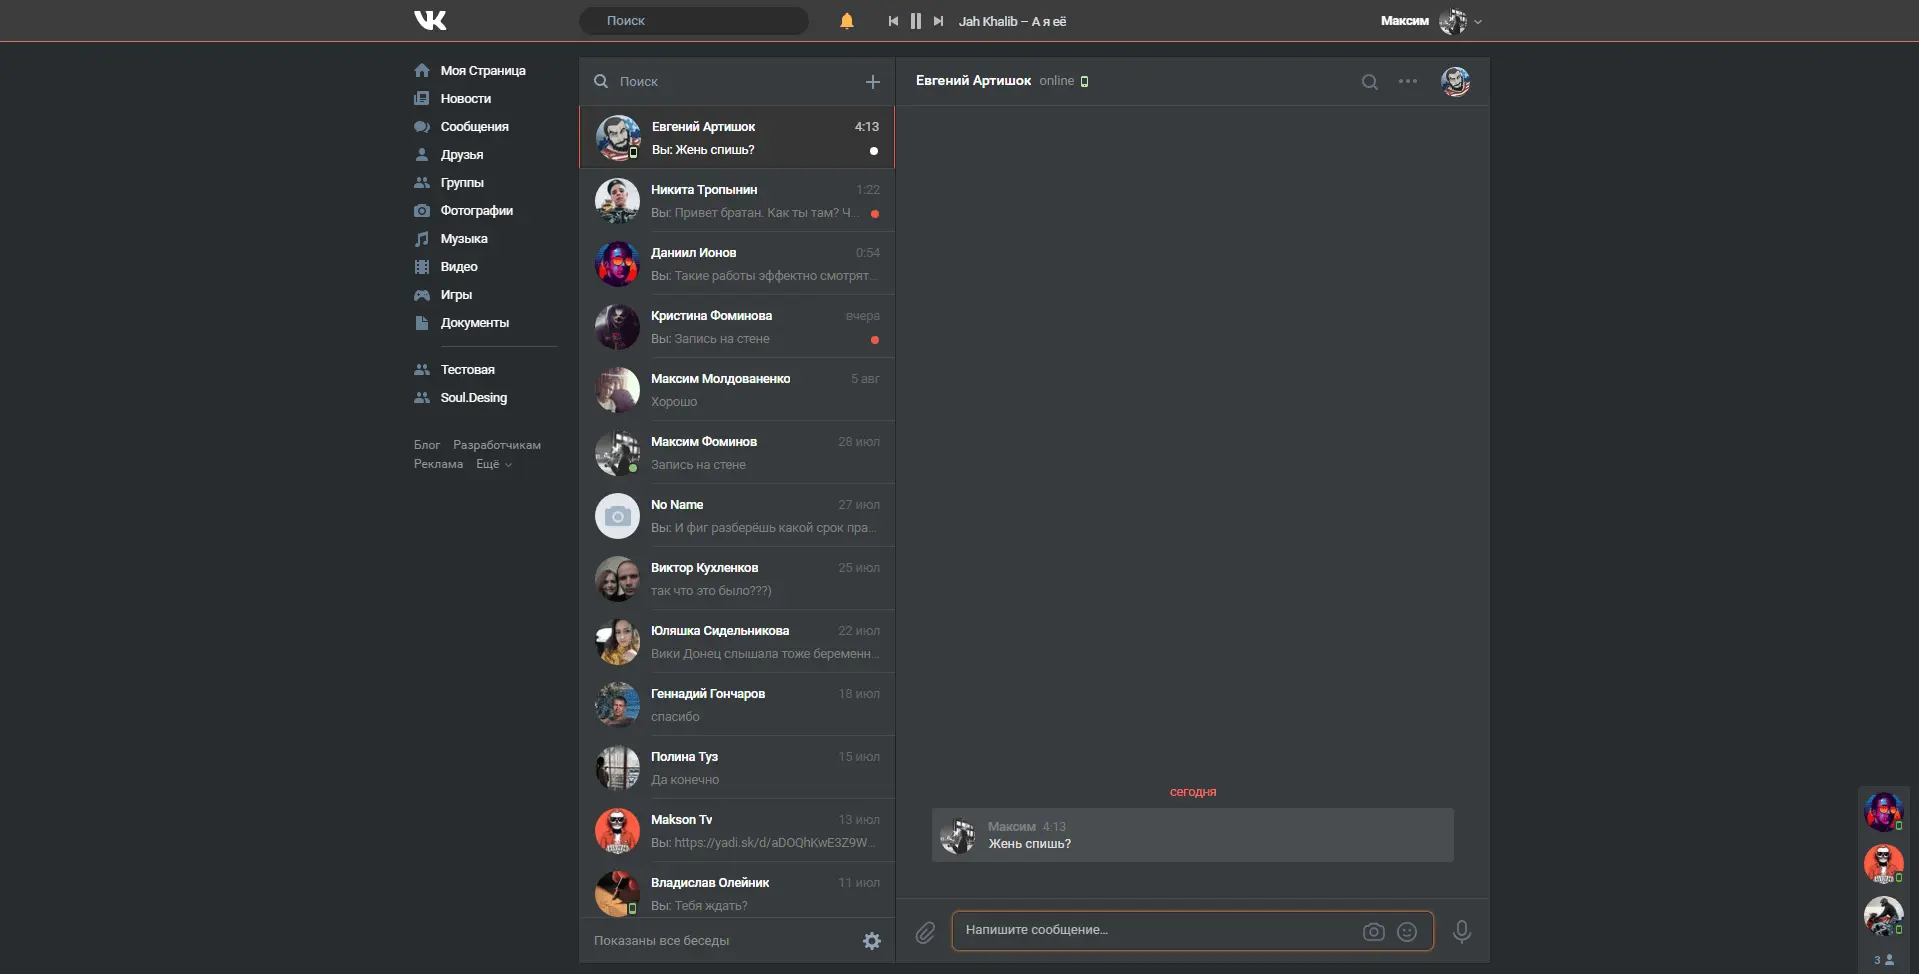 Поиск
Jah Khalib – А я её
Максим
Моя Страница
Новости
Сообщения
Друзья
Группы
Фотографии
Музыка
Видео
Игры
Документы
Тестовая
Soul.Desing
Блог Разработчикам
Реклама Ещё
Поиск
Евгений Артишок 4:13
Вы: Жень спишь?
Никита Тропынин 1:22
Вы: Привет братан. Как ты там? Ч...
Даниил Ионов 0:54
Вы: Такие работы эффектно смотрят...
Кристина Фоминова вчера
Вы: Запись на стене
Максим Молдованенко 5 авг
Хорошо
Максим Фоминов 28 июл
Запись на стене
No Name 27 июл
Вы: И фиг разберёшь какой срок пра...
Виктор Кухленков 25 июл
так что это было???)
Юляшка Сидельникова 22 июл
Вики Донец слышала тоже беременн...
Геннадий Гончаров 18 июл
спасибо
Полина Туз 15 июл
Да конечно
Makson Tv 13 июл
Вы: https://yadi.sk/d/aDOQhKwE3Z9W...
Владислав Олейник 11 июл
Вы: Тебя ждать?
Показаны все беседы
Евгений Артишок online
сегодня
Максим 4:13
Жень спишь?
Напишите сообщение...
3